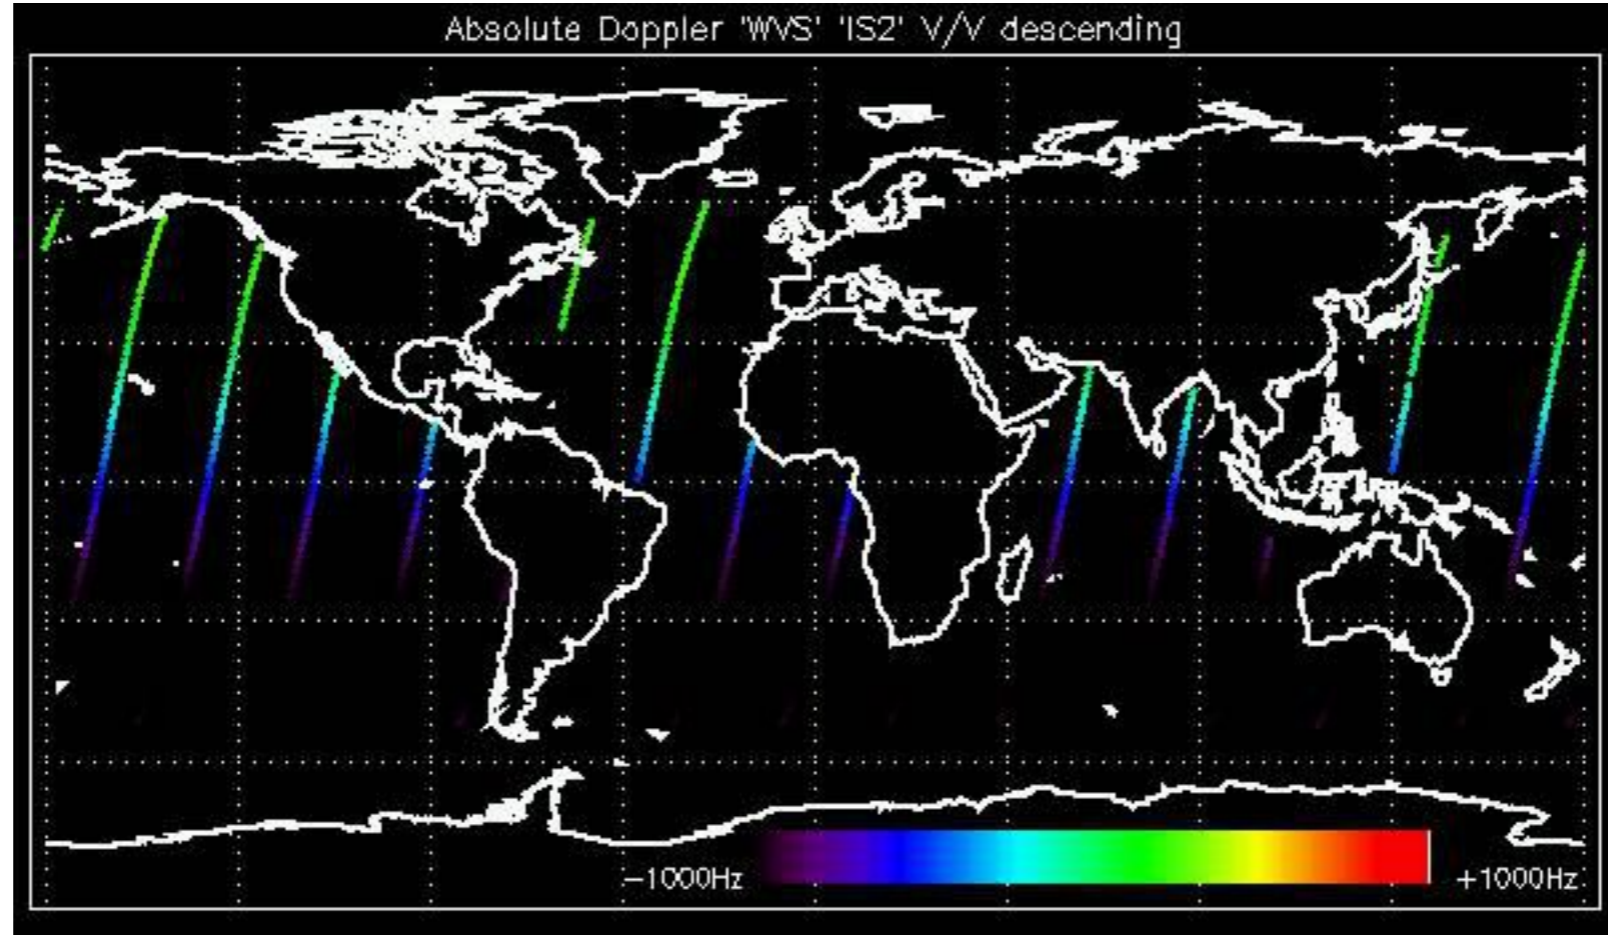 Absolute Doppler 'WVS' 'IS2' V/V descending
−1000Hz
+1000Hz